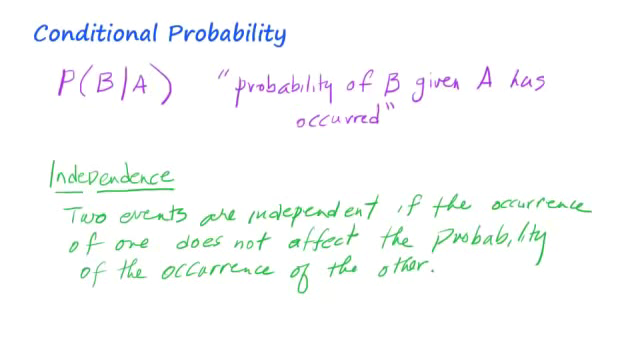 Conditional Probability
P(B|A) "probability of B given A has
occurred"
Independence
Two events are independent if the occurrence
of one does not affect the probability
of the occurrence of the other.